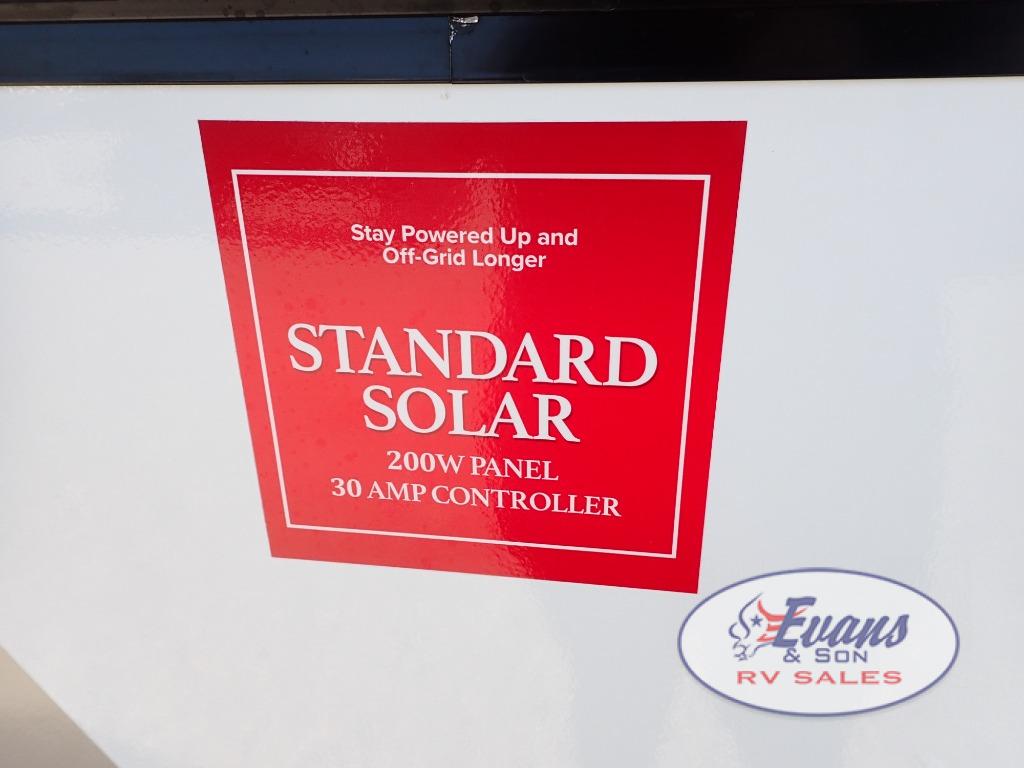 Stay Powered Up and
Off-Grid Longer
STANDARD
SOLAR
200W PANEL
30 AMP CONTROLLER
Evans
& SON
RV SALES